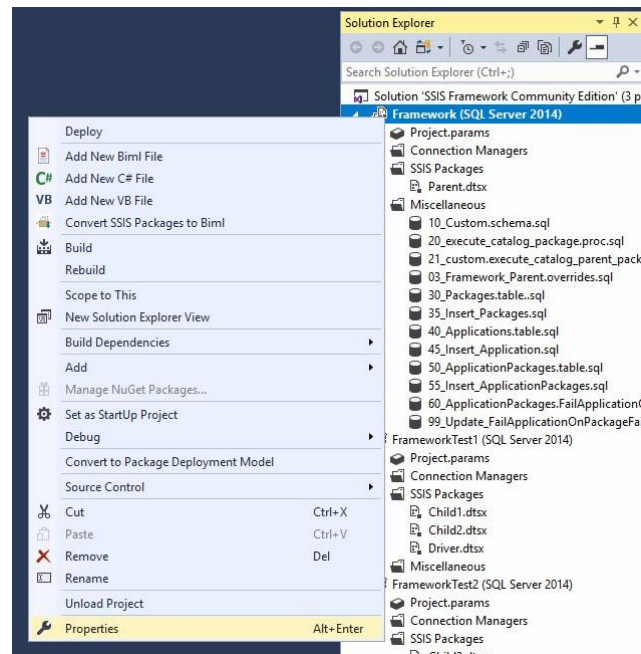 Solution Explorer
Search Solution Explorer (Ctrl+;)
Solution 'SSIS Framework Community Edition' (3 p
Framework (SQL Server 2014)
Project.params
Connection Managers
SSIS Packages
Parent.dtsx
Miscellaneous
10_Custom.schema.sql
20_execute_catalog_package.proc.sql
21_custom.execute_catalog_parent_pack
03_Framework_Parent.overrides.sql
30_Packages.table..sql
35_Insert_Packages.sql
40_Applications.table.sql
45_Insert_Application.sql
50_ApplicationPackages.table.sql
55_Insert_ApplicationPackages.sql
60_ApplicationPackages.FailApplicationO
99_Update_FailApplicationOnPackageFa
FrameworkTest1 (SQL Server 2014)
Project.params
Connection Managers
SSIS Packages
Child1.dtsx
Child2.dtsx
Driver.dtsx
Miscellaneous
FrameworkTest2 (SQL Server 2014)
Project.params
Connection Managers
SSIS Packages
Deploy
Add New Biml File
C# Add New C# File
VB Add New VB File
Convert SSIS Packages to Biml
Build
Rebuild
Scope to This
New Solution Explorer View
Build Dependencies
Add
Manage NuGet Packages...
Set as StartUp Project
Debug
Convert to Package Deployment Model
Source Control
Cut Ctrl+X
Paste Ctrl+V
Remove Del
Rename
Unload Project
Properties Alt+Enter